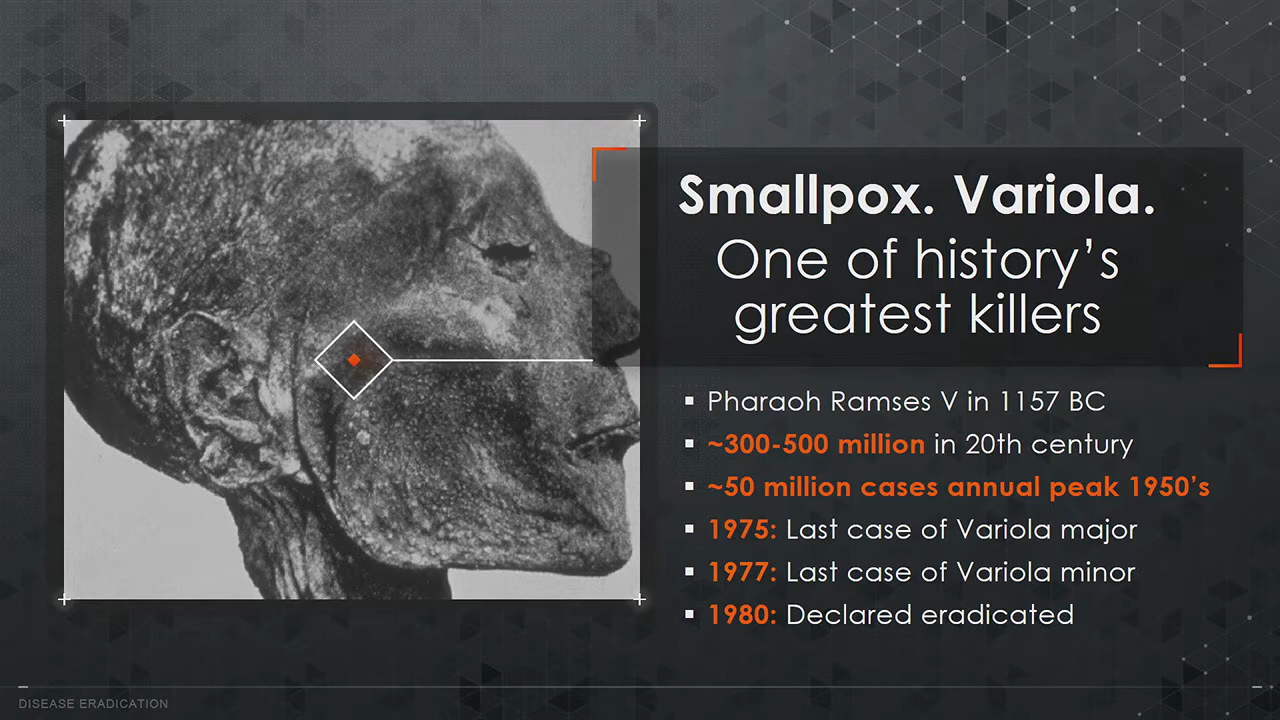 Smallpox. Variola.
One of history's
greatest killers
▪ Pharaoh Ramses V in 1157 BC
▪ ~300-500 million in 20th century
▪ ~50 million cases annual peak 1950's
▪ 1975: Last case of Variola major
▪ 1977: Last case of Variola minor
▪ 1980: Declared eradicated
DISEASE ERADICATION